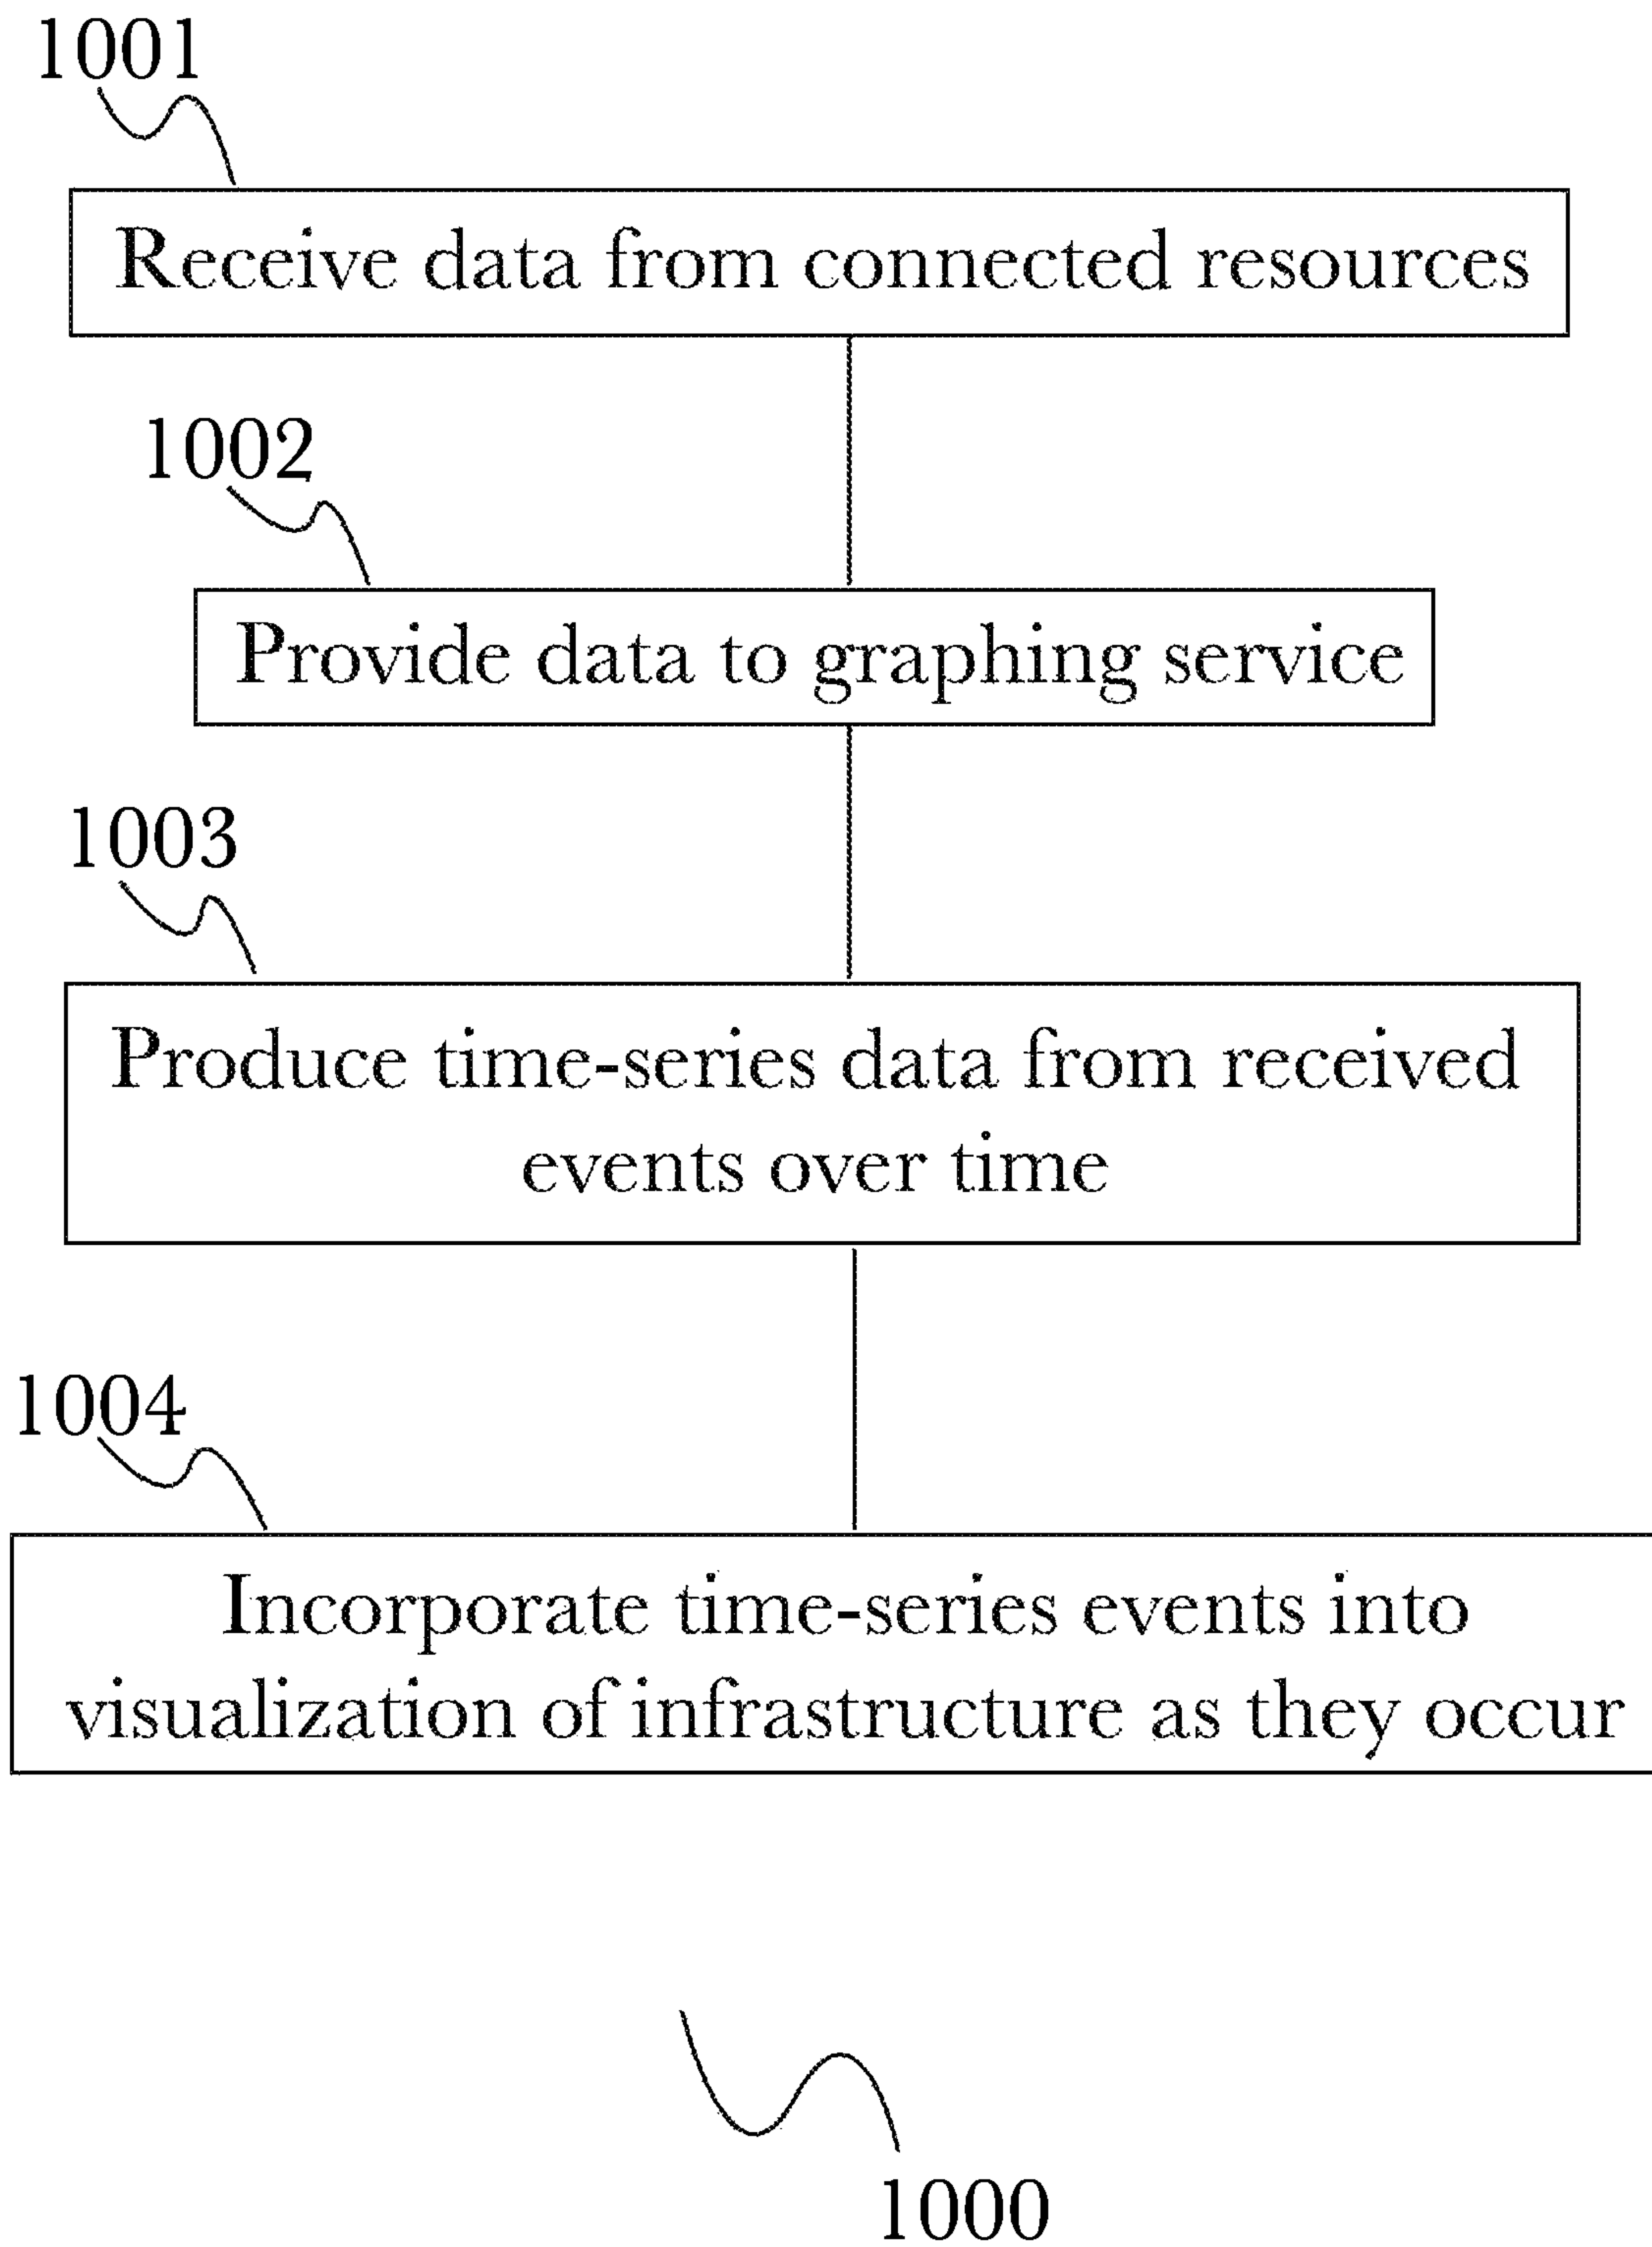 1001
Receive data from connected resources
1002
Provide data to graphing service
1003
Produce time-series data from received
events over time
1004
Incorporate time-series events into
visualization of infrastructure as they occur
1000